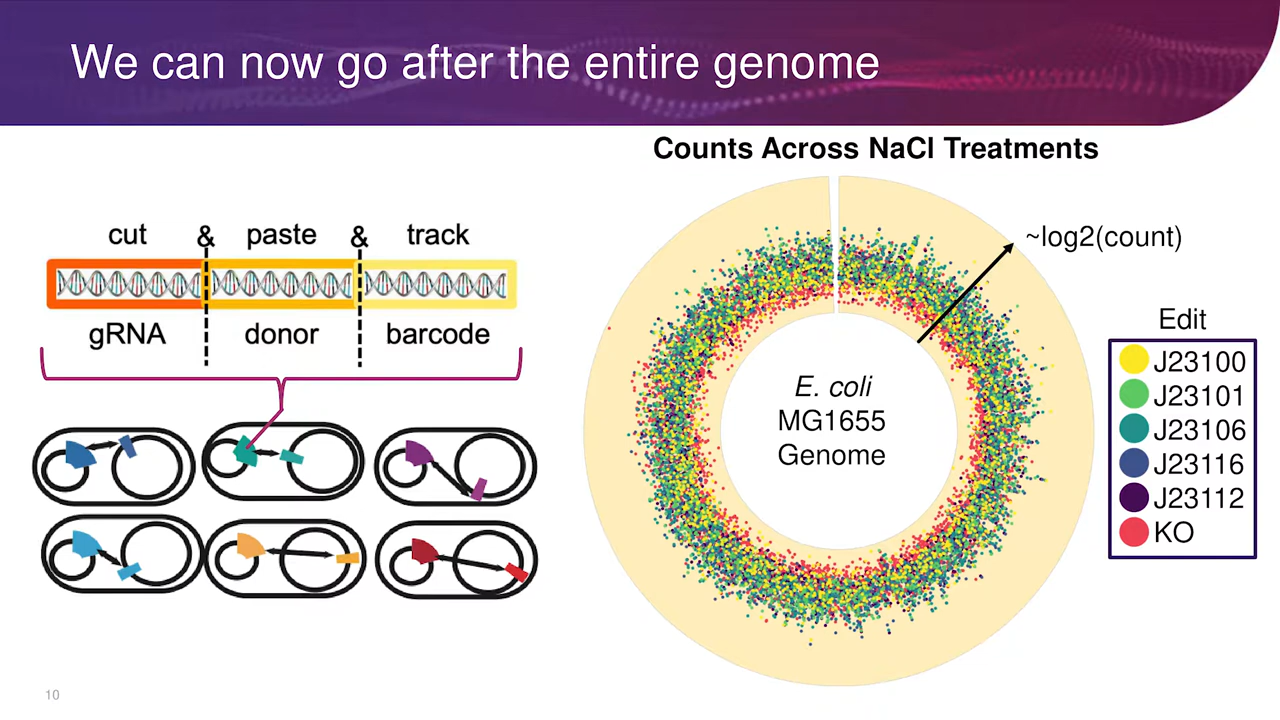 We can now go after the entire genome
cut & paste & track
gRNA donor barcode
Counts Across NaCl Treatments
~log2(count)
E. coli
MG1655
Genome
Edit
J23100
J23101
J23106
J23116
J23112
KO
10